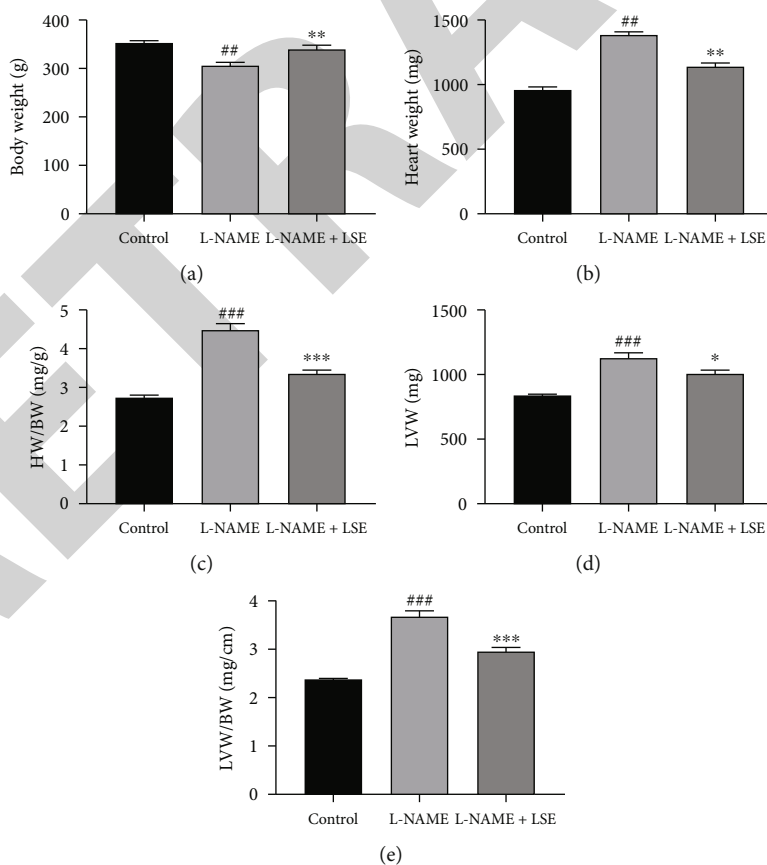 400
300
200
100
0
Body weight (g)
##
**
Control L-NAME L-NAME + LSE
(a)
1500
1000
500
0
Heart weight (mg)
##
**
Control L-NAME L-NAME + LSE
(b)
5
4
3
2
1
0
HW/BW (mg/g)
###
***
Control L-NAME L-NAME + LSE
(c)
1500
1000
500
0
LVW (mg)
###
*
Control L-NAME L-NAME + LSE
(d)
4
3
2
1
0
LVW/BW (mg/cm)
###
***
Control L-NAME L-NAME + LSE
(e)
ETRA